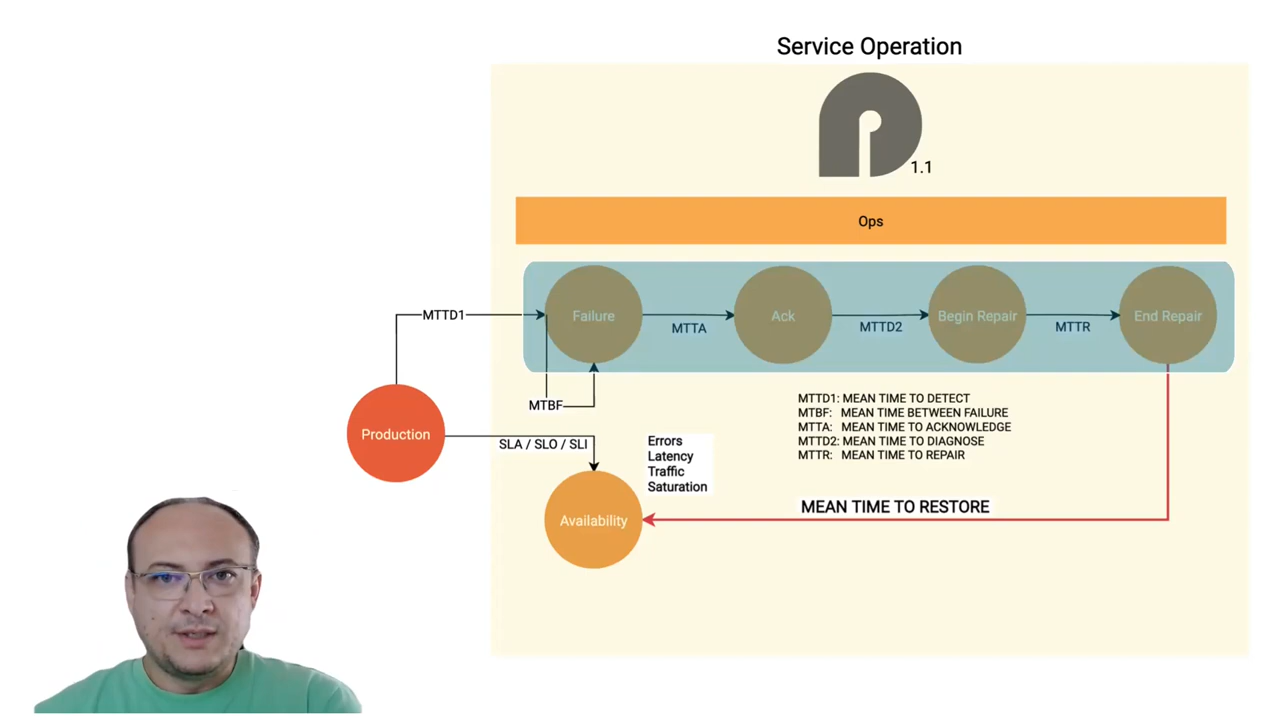 Service Operation
1.1
Ops
MTTD1
Failure
MTTA
Ack
MTTD2
Begin Repair
MTTR
End Repair
MTBF
Production
SLA / SLO / SLI
Errors
Latency
Traffic
Saturation
MTTD1: MEAN TIME TO DETECT
MTBF: MEAN TIME BETWEEN FAILURE
MTTA: MEAN TIME TO ACKNOWLEDGE
MTTD2: MEAN TIME TO DIAGNOSE
MTTR: MEAN TIME TO REPAIR
Availability
MEAN TIME TO RESTORE